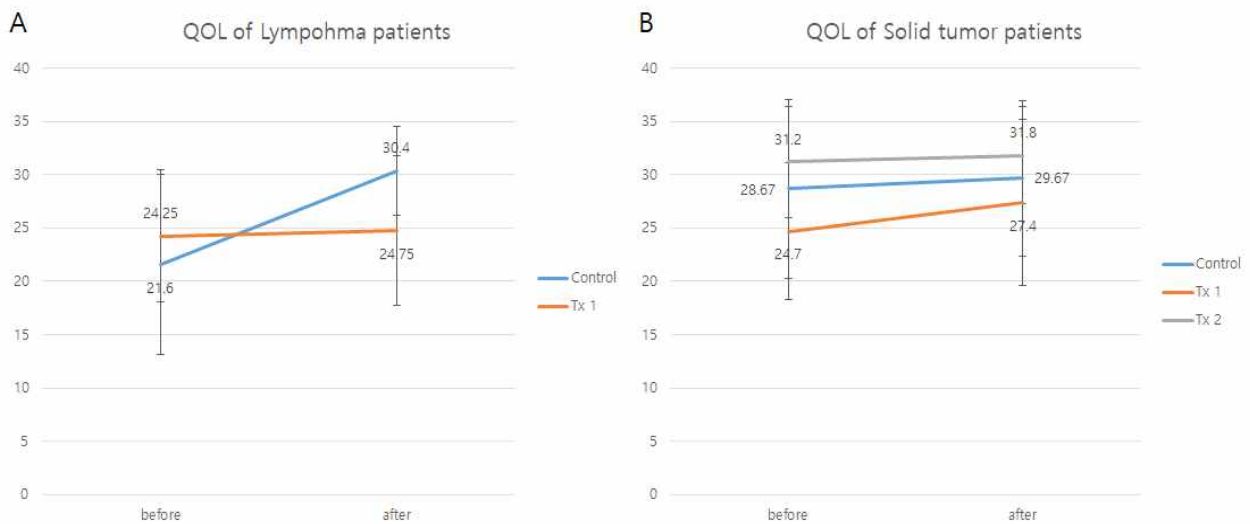 A
QOL of Lympohma patients
40
35
30
25
20
15
10
5
0
24.25
21.6
30.4
24.75
before
after
Control
Tx 1
B
QOL of Solid tumor patients
40
35
30
25
20
15
10
5
0
31.2
28.67
24.7
31.8
29.67
27.4
before
after
Control
Tx 1
Tx 2